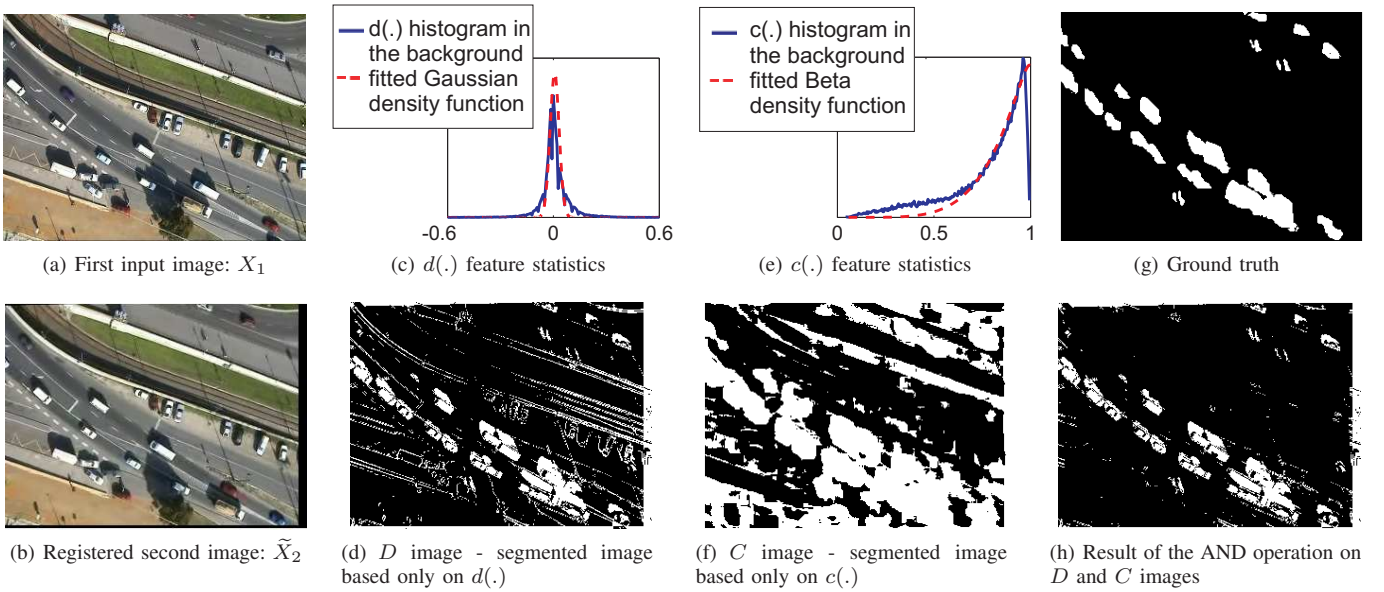 d(.) histogram in
the background
fitted Gaussian
density function
-0.6 0 0.6
c(.) histogram in
the background
fitted Beta
density function
0 0.5 1
(a) First input image: X₁
(c) d(.) feature statistics
(e) c(.) feature statistics
(g) Ground truth
(b) Registered second image: X̃₂
(d) D image - segmented image
based only on d(.)
(f) C image - segmented image
based only on c(.)
(h) Result of the AND operation on
D and C images